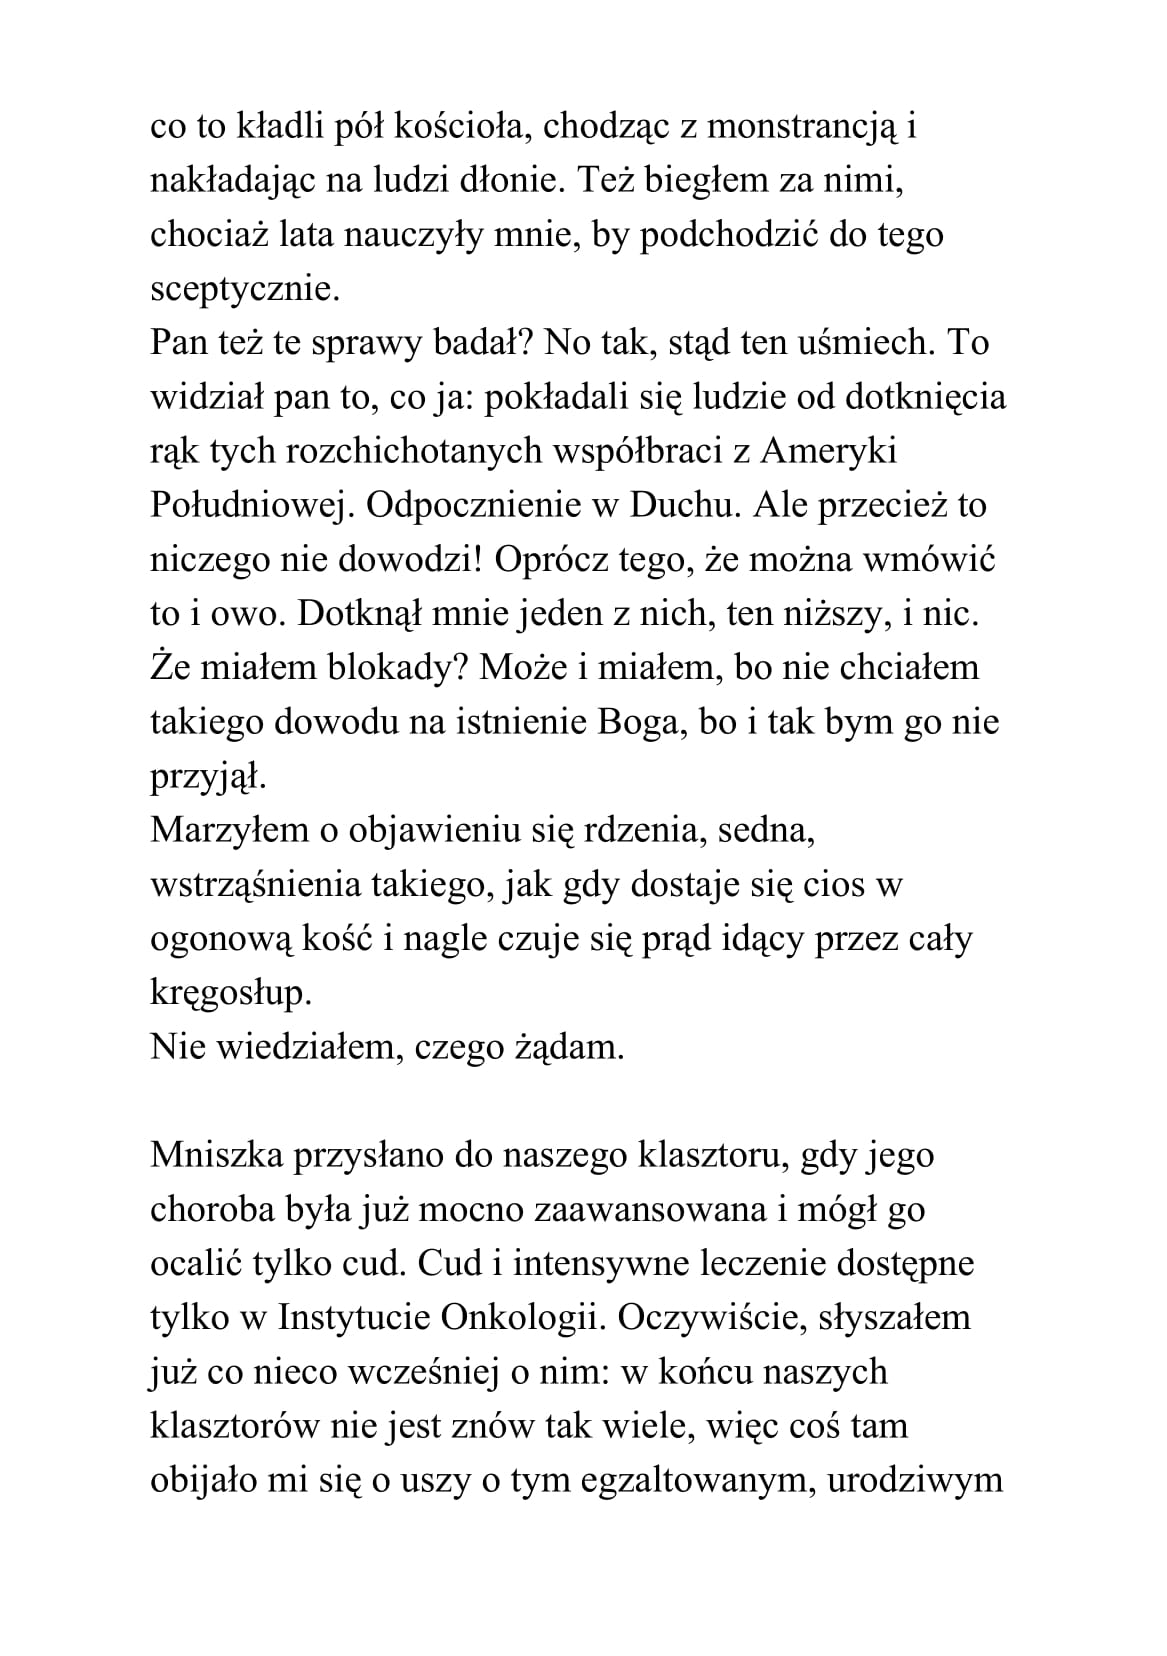 co to kładli pół kościoła, chodząc z monstrancją i
nakładając na ludzi dłonie. Też biegłem za nimi,
chociaż lata nauczyły mnie, by podchodzić do tego
sceptycznie.
Pan też te sprawy badał? No tak, stąd ten uśmiech. To
widział pan to, co ja: pokładali się ludzie od dotknięcia
rąk tych rozchichotanych współbraci z Ameryki
Południowej. Odpocznienie w Duchu. Ale przecież to
niczego nie dowodzi! Oprócz tego, że można wmówić
to i owo. Dotknął mnie jeden z nich, ten niższy, i nic.
Że miałem blokady? Może i miałem, bo nie chciałem
takiego dowodu na istnienie Boga, bo i tak bym go nie
przyjął.
Marzyłem o objawieniu się rdzenia, sedna,
wstrząśnienia takiego, jak gdy dostaje się cios w
ogonową kość i nagle czuje się prąd idący przez cały
kręgosłup.
Nie wiedziałem, czego żądam.
Mniszka przysłano do naszego klasztoru, gdy jego
choroba była już mocno zaawansowana i mógł go
ocalić tylko cud. Cud i intensywne leczenie dostępne
tylko w Instytucie Onkologii. Oczywiście, słyszałem
już co nieco wcześniej o nim: w końcu naszych
klasztorów nie jest znów tak wiele, więc coś tam
obijało mi się o uszy o tym egzaltowanym, urodziwym